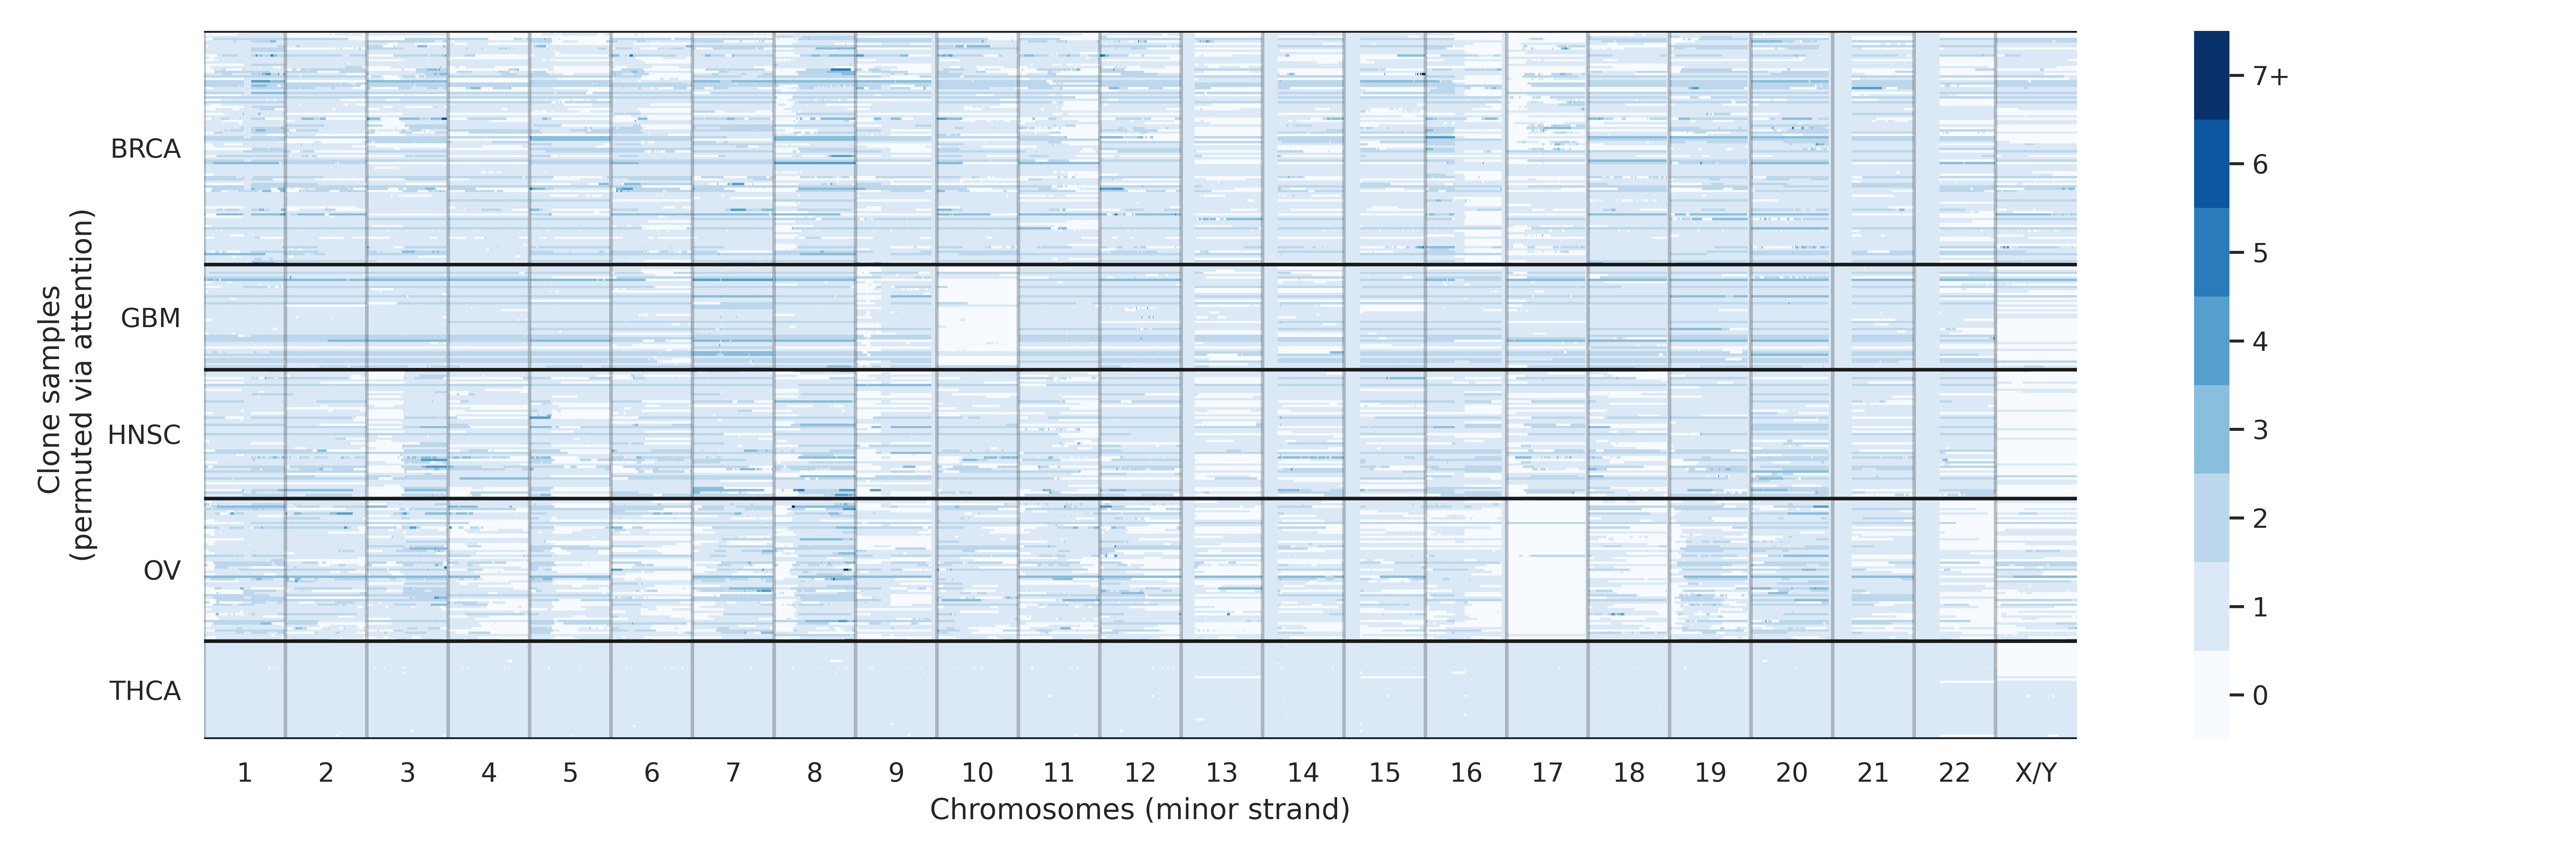 Clone samples
(permuted via attention)
BRCA
GBM
HNSC
OV
THCA
1 2 3 4 5 6 7 8 9 10 11 12 13 14 15 16 17 18 19 20 21 22 X/Y
Chromosomes (minor strand)
7+
6
5
4
3
2
1
0